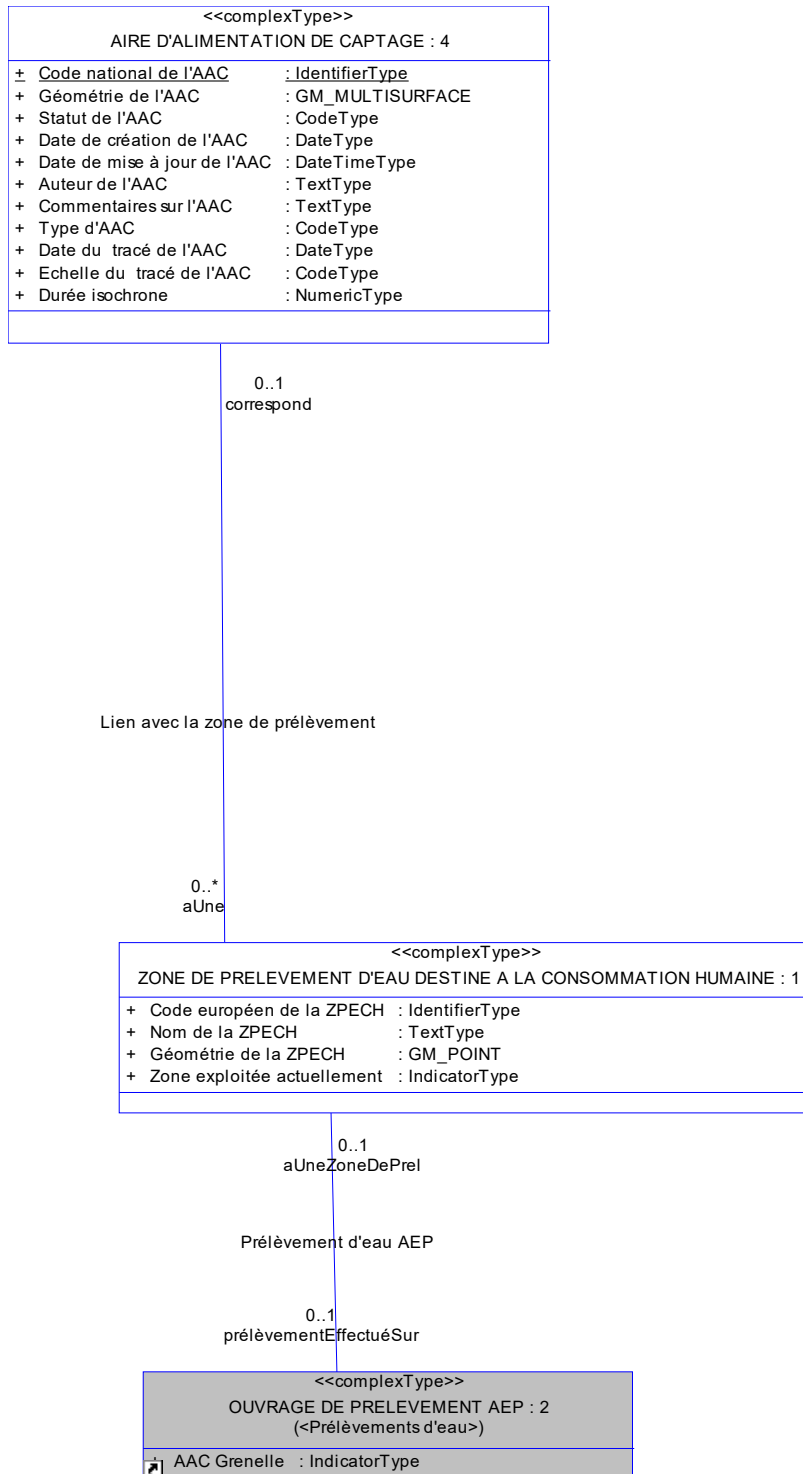 <<complexType>>
AIRE D'ALIMENTATION DE CAPTAGE : 4
+ Code national de l'AAC : IdentifierType
+ Géométrie de l'AAC : GM_MULTISURFACE
+ Statut de l'AAC : CodeType
+ Date de création de l'AAC : DateType
+ Date de mise à jour de l'AAC : DateTimeType
+ Auteur de l'AAC : TextType
+ Commentaires sur l'AAC : TextType
+ Type d'AAC : CodeType
+ Date du tracé de l'AAC : DateType
+ Echelle du tracé de l'AAC : CodeType
+ Durée isochrone : NumericType
0..1
correspond
Lien avec la zone de prélèvement
0..*
aUne
<<complexType>>
ZONE DE PRELEVEMENT D'EAU DESTINE A LA CONSOMMATION HUMAINE : 1
+ Code européen de la ZPECH : IdentifierType
+ Nom de la ZPECH : TextType
+ Géométrie de la ZPECH : GM_POINT
+ Zone exploitée actuellement : IndicatorType
0..1
aUneZoneDePrel
Prélèvement d'eau AEP
0..1
prélèvementEffectuéSur
<<complexType>>
OUVRAGE DE PRELEVEMENT AEP : 2
(<Prélèvements d'eau>)
+ AAC Grenelle : IndicatorType